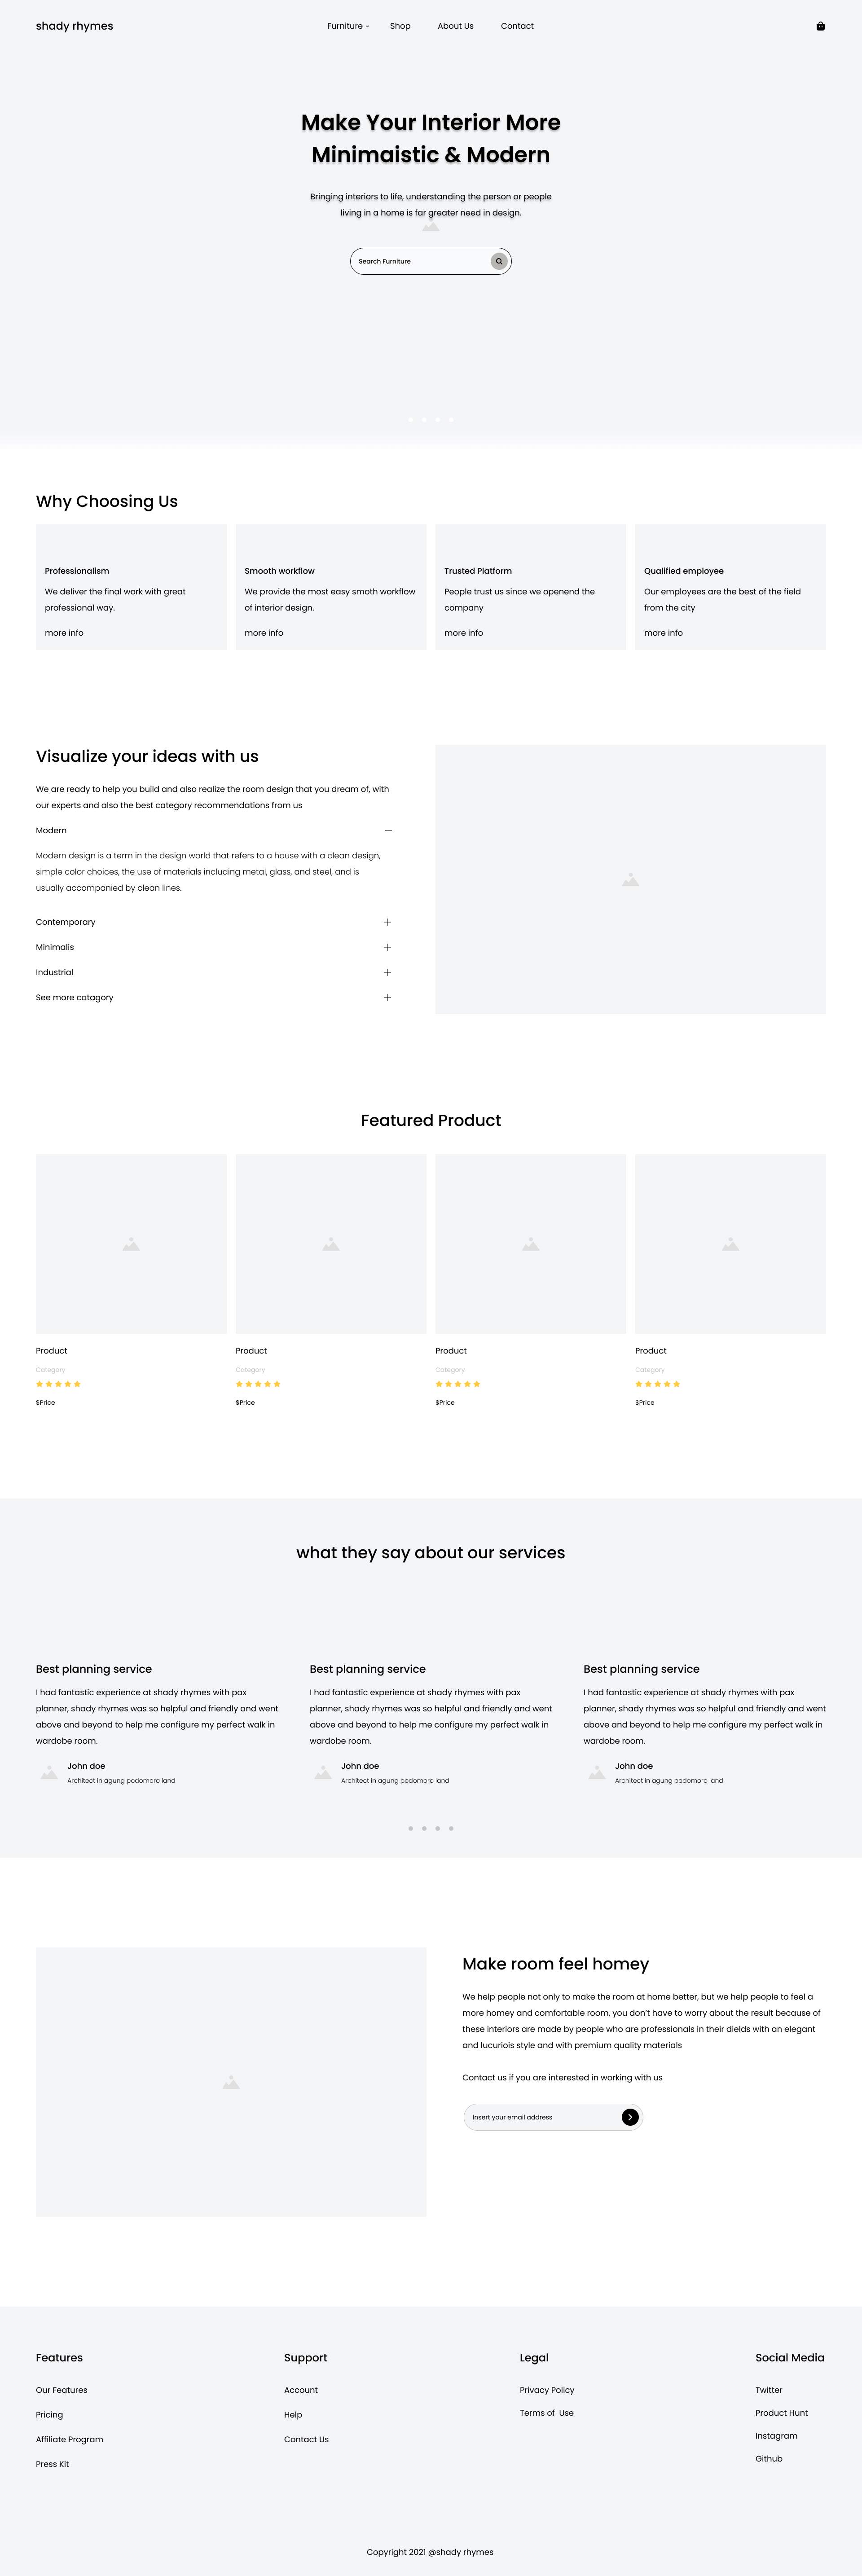 shady rhymes
Furniture
Shop
About Us
Contact
Make Your Interior More
Minimaistic & Modern
Bringing interiors to life, understanding the person or people
living in a home is far greater need in design.
Search Furniture
Why Choosing Us
Professionalism
We deliver the final work with great
professional way.
more info
Smooth workflow
We provide the most easy smoth workflow
of interior design.
more info
Trusted Platform
People trust us since we openend the
company
more info
Qualified employee
Our employees are the best of the field
from the city
more info
Visualize your ideas with us
We are ready to help you build and also realize the room design that you dream of, with
our experts and also the best category recommendations from us
Modern
Modern design is a term in the design world that refers to a house with a clean design,
simple color choices, the use of materials including metal, glass, and steel, and is
usually accompanied by clean lines.
Contemporary
Minimalis
Industrial
See more catagory
Featured Product
Product
Category
$Price
Product
Category
$Price
Product
Category
$Price
Product
Category
$Price
what they say about our services
Best planning service
I had fantastic experience at shady rhymes with pax
planner, shady rhymes was so helpful and friendly and went
above and beyond to help me configure my perfect walk in
wardobe room.
John doe
Architect in agung podomoro land
Best planning service
I had fantastic experience at shady rhymes with pax
planner, shady rhymes was so helpful and friendly and went
above and beyond to help me configure my perfect walk in
wardobe room.
John doe
Architect in agung podomoro land
Best planning service
I had fantastic experience at shady rhymes with pax
planner, shady rhymes was so helpful and friendly and went
above and beyond to help me configure my perfect walk in
wardobe room.
John doe
Architect in agung podomoro land
Make room feel homey
We help people not only to make the room at home better, but we help people to feel a
more homey and comfortable room, you don't have to worry about the result because of
these interiors are made by people who are professionals in their dields with an elegant
and lucuriois style and with premium quality materials
Contact us if you are interested in working with us
Insert your email address
Features
Our Features
Pricing
Affiliate Program
Press Kit
Support
Account
Help
Contact Us
Legal
Privacy Policy
Terms of Use
Social Media
Twitter
Product Hunt
Instagram
Github
Copyright 2021 @shady rhymes